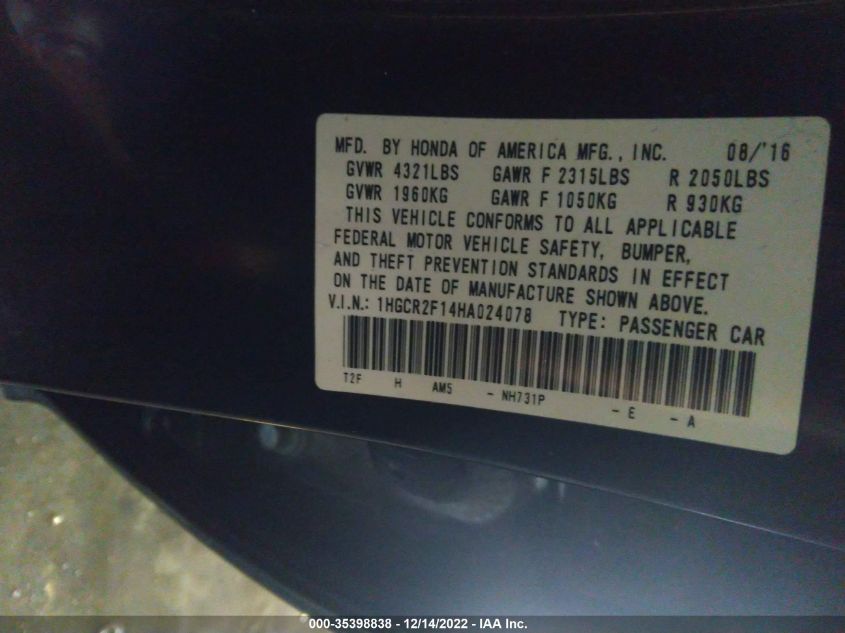 MFD. BY HONDA OF AMERICA MFG., INC. 08/'16
GVWR 4321LBS GAWR F 2315LBS R 2050LBS
GVWR 1960KG GAWR F 1050KG R 930KG
THIS VEHICLE CONFORMS TO ALL APPLICABLE
FEDERAL MOTOR VEHICLE SAFETY, BUMPER,
AND THEFT PREVENTION STANDARDS IN EFFECT
ON THE DATE OF MANUFACTURE SHOWN ABOVE.
V.I.N.: 1HGCR2F14HA024078 TYPE: PASSENGER CAR
T2F H AM5 - NH731P - E - A
000-35398838 - 12/14/2022 - IAA Inc.